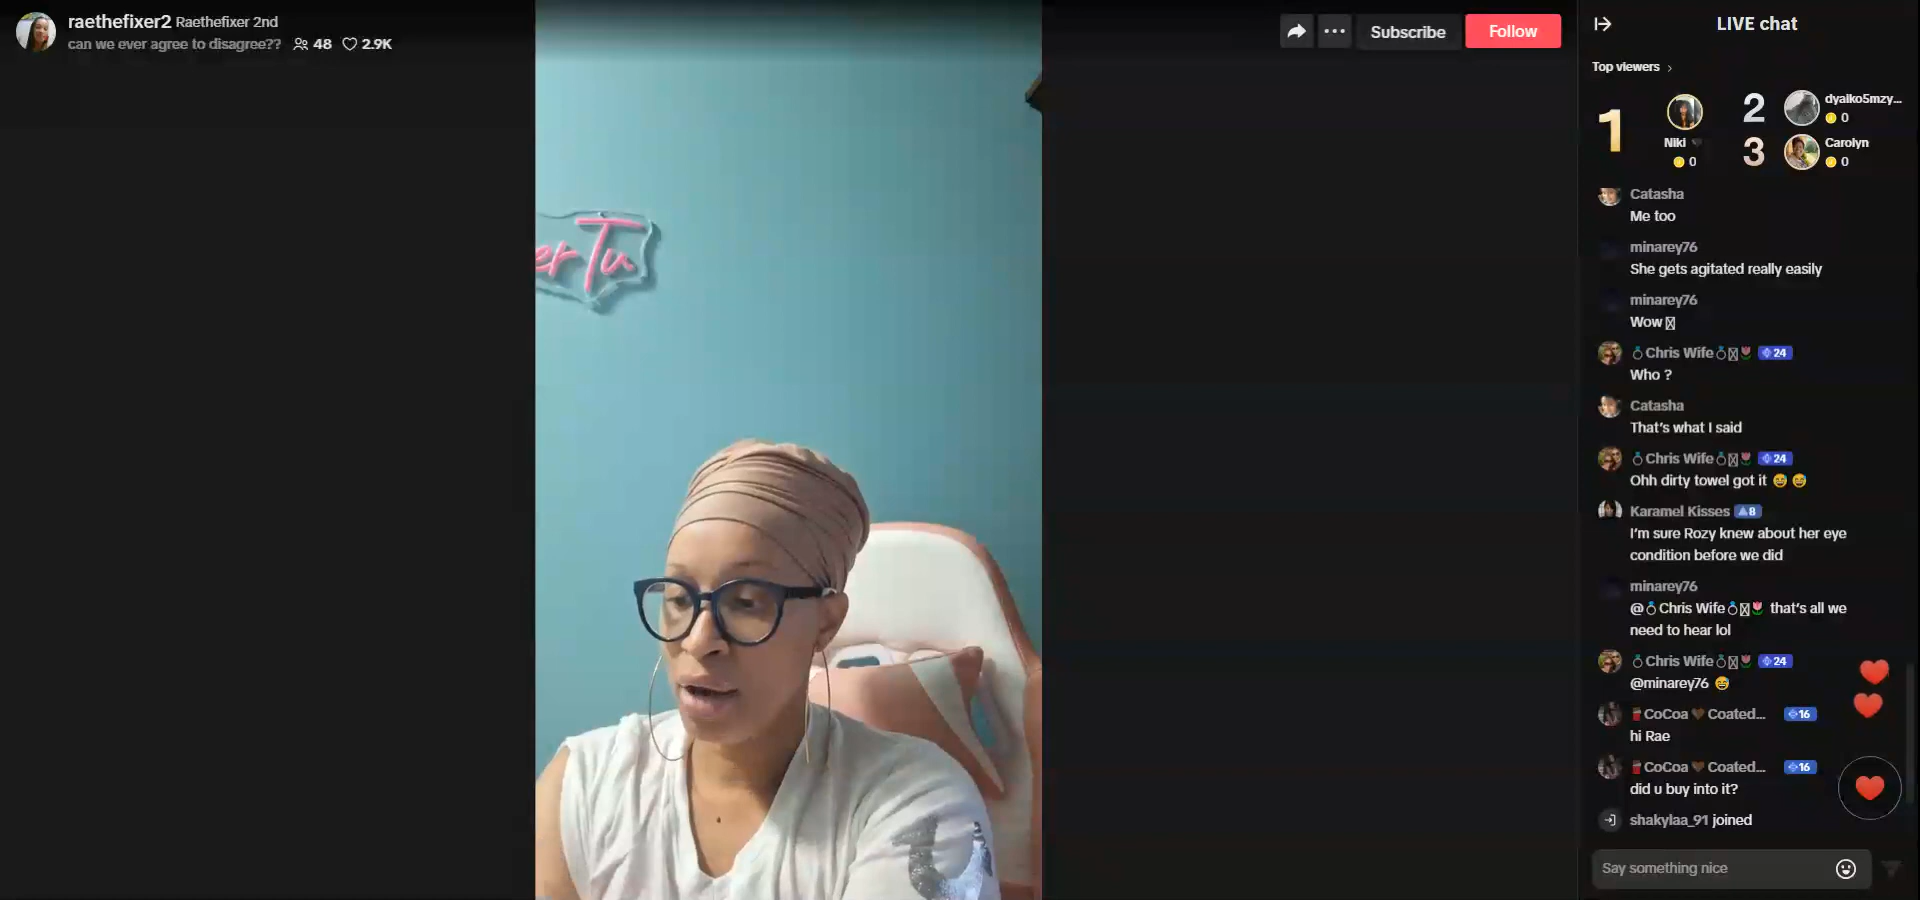 raethefixer2 Raethefixer 2nd
can we ever agree to disagree?? 48 2.9K
Subscribe
Follow
LIVE chat
Top viewers
1
Niki
0
2
dyaiko5mzy...
0
3
Carolyn
0
erTu
Catasha
Me too
minarey76
She gets agitated really easily
minarey76
Wow
Chris Wife 24
Who ?
Catasha
That's what I said
Chris Wife 24
Ohh dirty towel got it 😅 😅
Karamel Kisses 8
I'm sure Rozy knew about her eye
condition before we did
minarey76
@💍Chris Wife💍🌷 that's all we
need to hear lol
Chris Wife 24
@minarey76 😅
CoCoa 🤎 Coated... 16
hi Rae
CoCoa 🤎 Coated... 16
did u buy into it?
shakylaa_91 joined
Say something nice